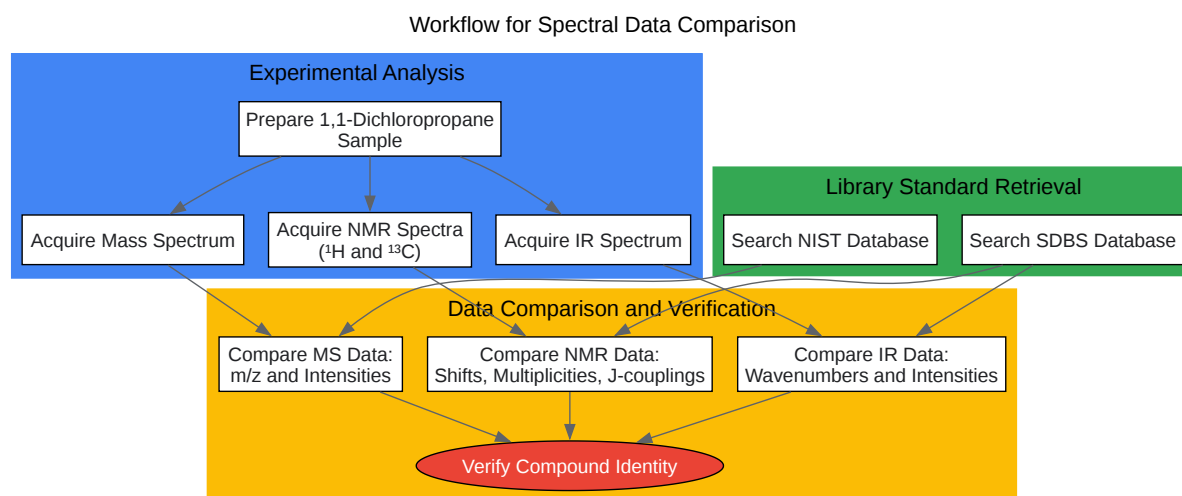 Workflow for Spectral Data Comparison
Experimental Analysis
Prepare 1,1-Dichloropropane
Sample
Library Standard Retrieval
Acquire Mass Spectrum
Acquire NMR Spectra
(¹H and ¹³C)
Acquire IR Spectrum
Search NIST Database
Search SDBS Database
Data Comparison and Verification
Compare MS Data:
m/z and Intensities
Compare NMR Data:
Shifts, Multiplicities, J-couplings
Compare IR Data:
Wavenumbers and Intensities
Verify Compound Identity